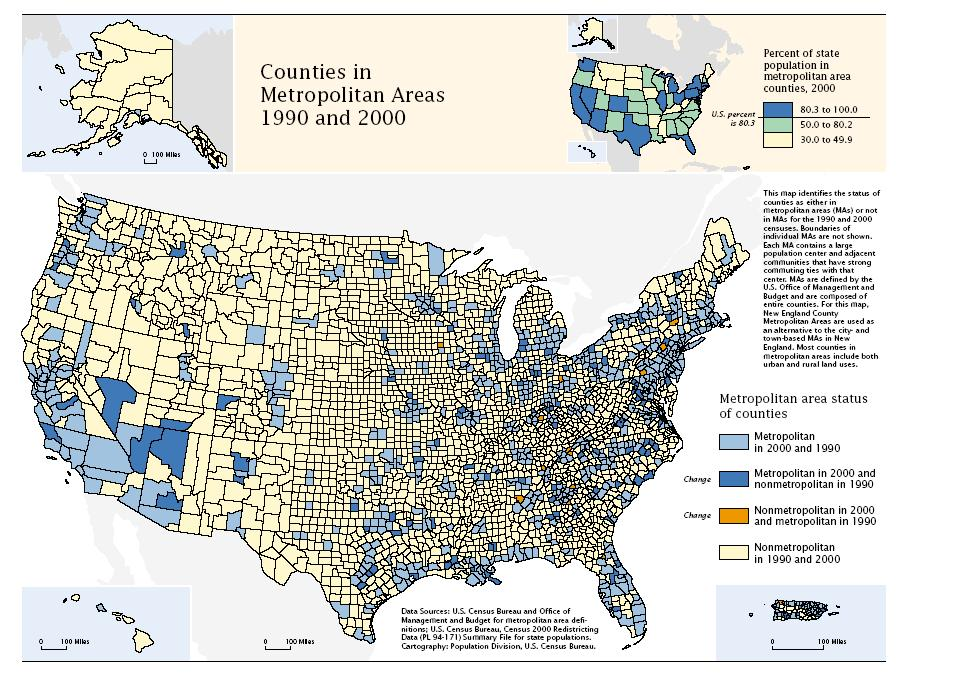 Counties in
Metropolitan Areas
1990 and 2000
Percent of state
population in
metropolitan area
counties, 2000
U.S. percent
is 80.3
80.3 to 100.0
50.0 to 80.2
30.0 to 49.9
0 100 Miles
This map identifies the status of
counties as either in
metropolitan areas (MAs) or not
in MAs for the 1990 and 2000
censuses. Boundaries of
individual MAs are not shown.
Each MA contains a large
population center and adjacent
communities that have strong
commuting ties with that
center. MAs are defined by the
U.S. Office of Management and
Budget and are composed of
entire counties. For this map,
New England County
Metropolitan Areas are used as
an alternative to the city- and
town-based MAs in New
England. Most counties in
metropolitan areas include both
urban and rural land uses.
Metropolitan area status
of counties
Metropolitan
in 2000 and 1990
Change
Metropolitan in 2000 and
nonmetropolitan in 1990
Change
Nonmetropolitan in 2000
and metropolitan in 1990
Nonmetropolitan
in 1990 and 2000
Data Sources: U.S. Census Bureau and Office of
Management and Budget for metropolitan area defi-
nitions; U.S. Census Bureau, Census 2000 Redistricting
Data (PL 94-171) Summary File for state populations.
Cartography: Population Division, U.S. Census Bureau.
0 100 Miles
0 100 Miles
0 100 Miles